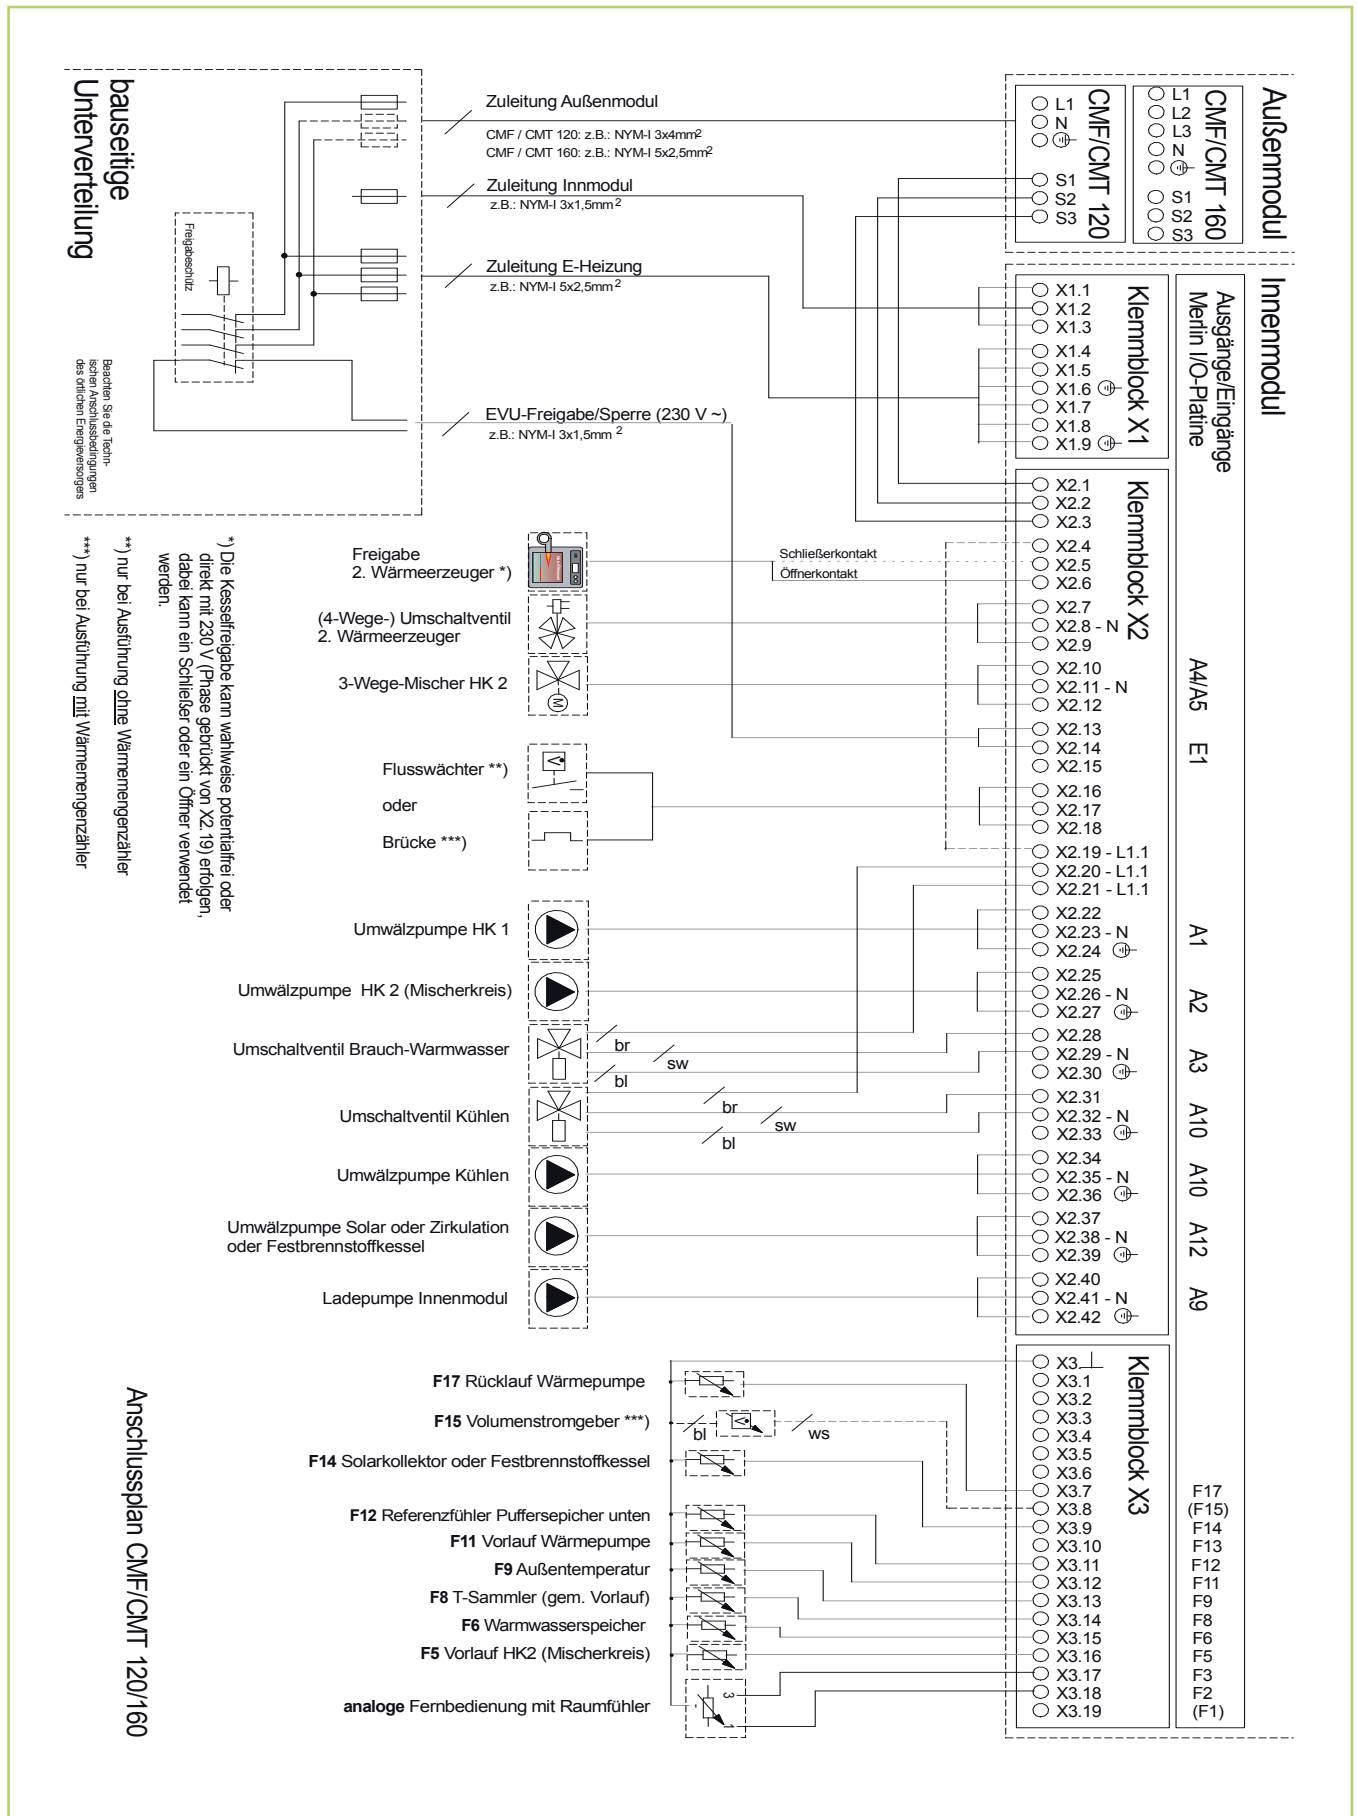 bauseitige
Unterverteilung
Freigabeschütz
Beachten Sie die Techn-
ischen Anschlussbedingungen
des örtlichen Energieversorgers
Zuleitung Außenmodul
CMF / CMT 120: z.B.: NYM-I 3x4mm²
CMF / CMT 160: z.B.: NYM-I 5x2,5mm²
Zuleitung Innmodul
z.B.: NYM-I 3x1,5mm²
Zuleitung E-Heizung
z.B.: NYM-I 5x2,5mm²
EVU-Freigabe/Sperre (230 V ~)
z.B.: NYM-I 3x1,5mm ²
Außenmodul
CMF/CMT 120
L1
N
S1
S2
S3
CMF/CMT 160
L1
L2
L3
N
S1
S2
S3
Innenmodul
Ausgänge/Eingänge
Merlin I/O-Platine
Klemmblock X1
X1.1
X1.2
X1.3
X1.4
X1.5
X1.6
X1.7
X1.8
X1.9
Klemmblock X2
X2.1
X2.2
X2.3
X2.4
X2.5
X2.6
X2.7
X2.8 - N
X2.9
X2.10
X2.11 - N
X2.12
X2.13
X2.14
X2.15
X2.16
X2.17
X2.18
X2.19 - L1.1
X2.20 - L1.1
X2.21 - L1.1
X2.22
X2.23 - N
X2.24
X2.25
X2.26 - N
X2.27
X2.28
X2.29 - N
X2.30
X2.31
X2.32 - N
X2.33
X2.34
X2.35 - N
X2.36
X2.37
X2.38 - N
X2.39
X2.40
X2.41 - N
X2.42
A4/A5
E1
A1
A2
A3
A10
A10
A12
A9
Freigabe
2. Wärmeerzeuger *)
Schließerkontakt
Öffnerkontakt
(4-Wege-) Umschaltventil
2. Wärmeerzeuger
3-Wege-Mischer HK 2
M
Flusswächter **)
V
oder
Brücke ***)
Umwälzpumpe HK 1
Umwälzpumpe HK 2 (Mischerkreis)
Umschaltventil Brauch-Warmwasser
br
sw
bl
Umschaltventil Kühlen
br
sw
bl
Umwälzpumpe Kühlen
Umwälzpumpe Solar oder Zirkulation
oder Festbrennstoffkessel
Ladepumpe Innenmodul
*) Die Kesselfreigabe kann wahlweise potentialfrei oder
direkt mit 230 V (Phase gebrückt von X2.19) erfolgen,
dabei kann ein Schließer oder ein Öffner verwendet
werden.
**) nur bei Ausführung ohne Wärmemengenzähler
***) nur bei Ausführung mit Wärmemengenzähler
Klemmblock X3
X3.
X3.1
X3.2
X3.3
X3.4
X3.5
X3.6
X3.7
X3.8
X3.9
X3.10
X3.11
X3.12
X3.13
X3.14
X3.15
X3.16
X3.17
X3.18
X3.19
F17
(F15)
F14
F13
F12
F11
F9
F8
F6
F5
F3
F2
(F1)
F17 Rücklauf Wärmepumpe
F15 Volumenstromgeber ***)
bl
V
ws
F14 Solarkollektor oder Festbrennstoffkessel
F12 Referenzfühler Puffersepicher unten
F11 Vorlauf Wärmepumpe
F9 Außentemperatur
F8 T-Sammler (gem. Vorlauf)
F6 Warmwasserspeicher
F5 Vorlauf HK2 (Mischerkreis)
analoge Fernbedienung mit Raumfühler
3
1
Anschlussplan CMF/CMT 120/160